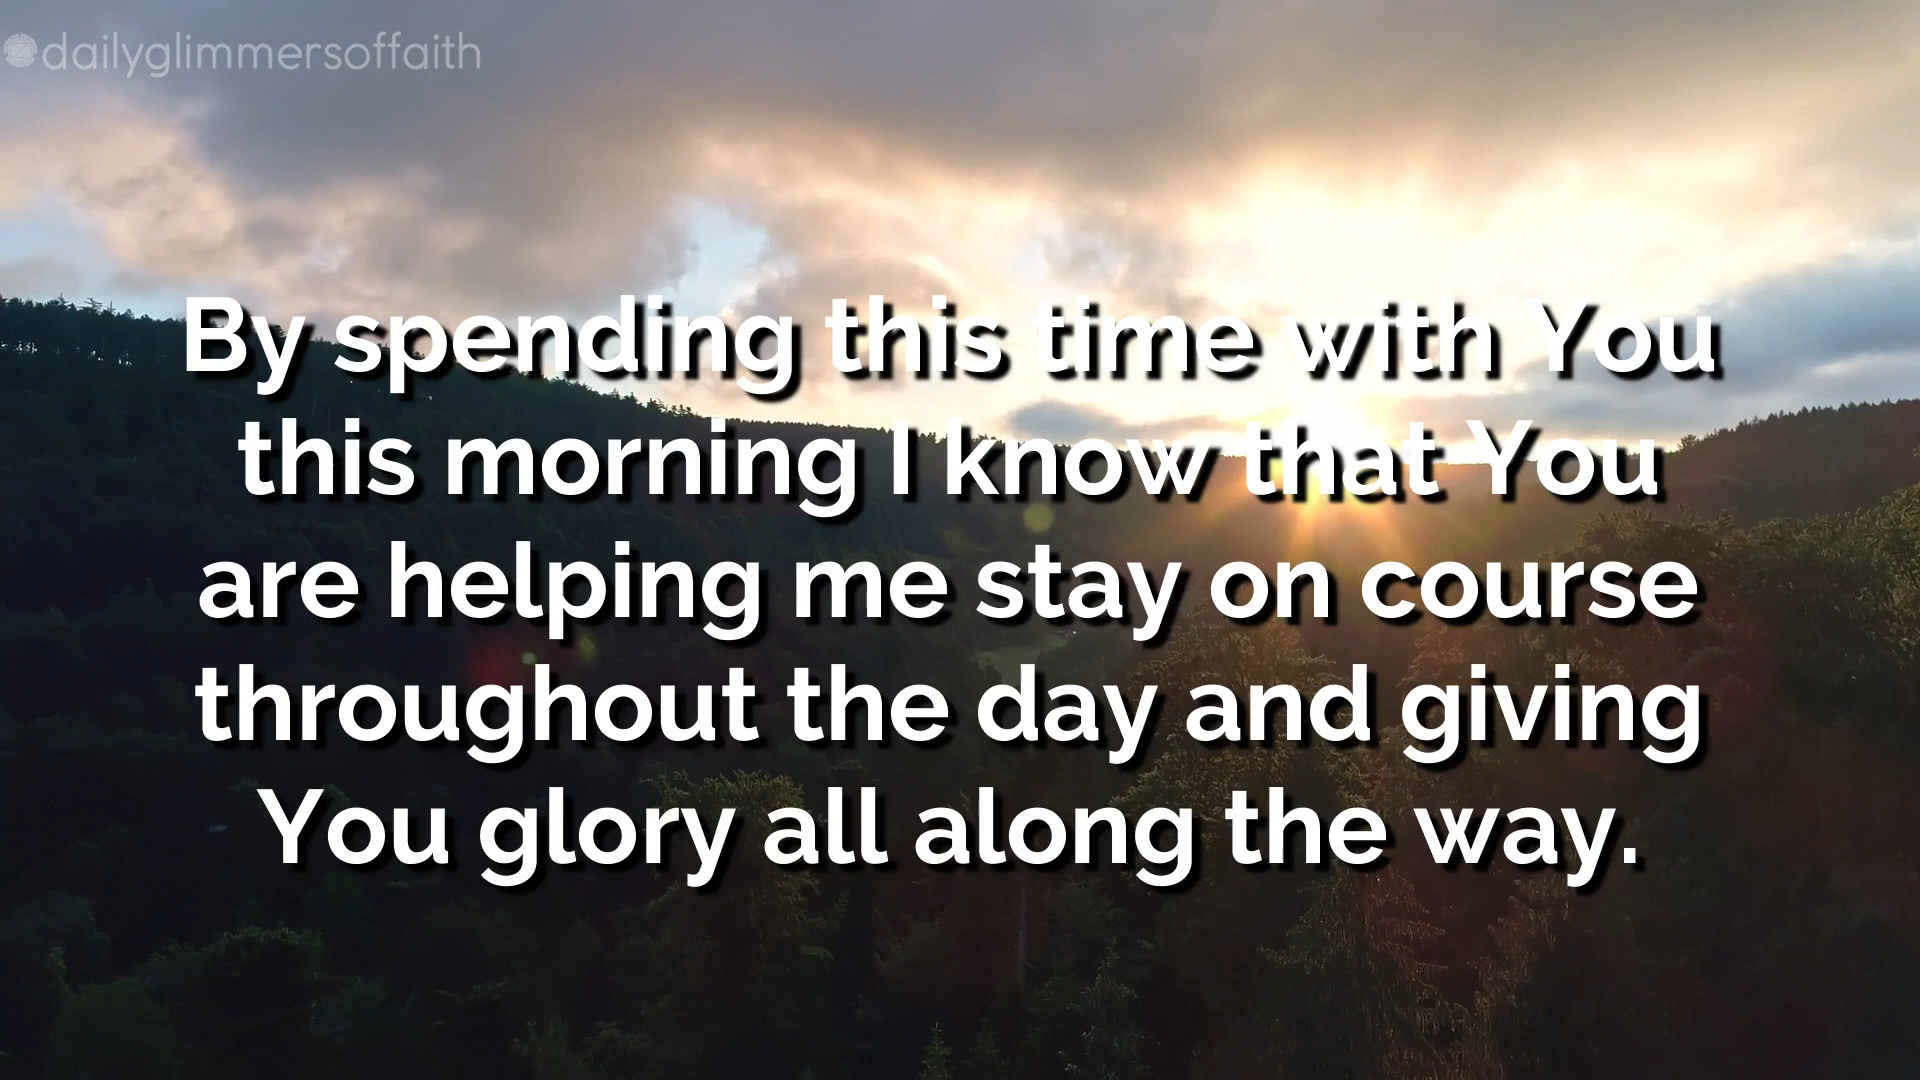 @dailyglimmersoffaith
By spending this time with You
this morning I know that You
are helping me stay on course
throughout the day and giving
You glory all along the way.